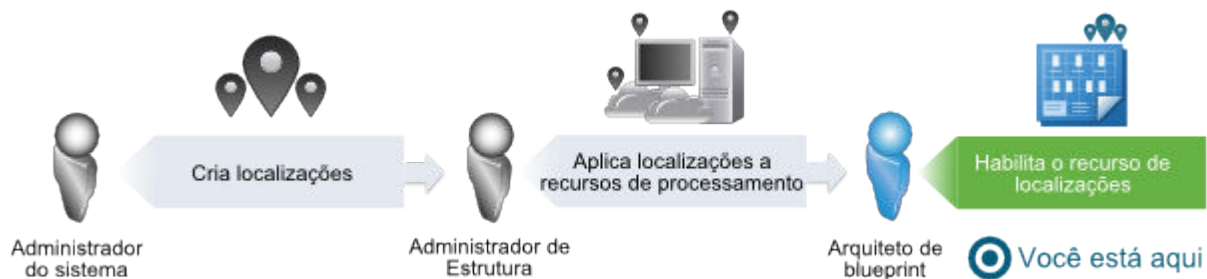 Cria localizações
Aplica localizações a
recursos de processamento
Habilita o recurso de
localizações
Administrador
do sistema
Administrador de
Estrutura
Arquiteto de
blueprint
Você está aqui